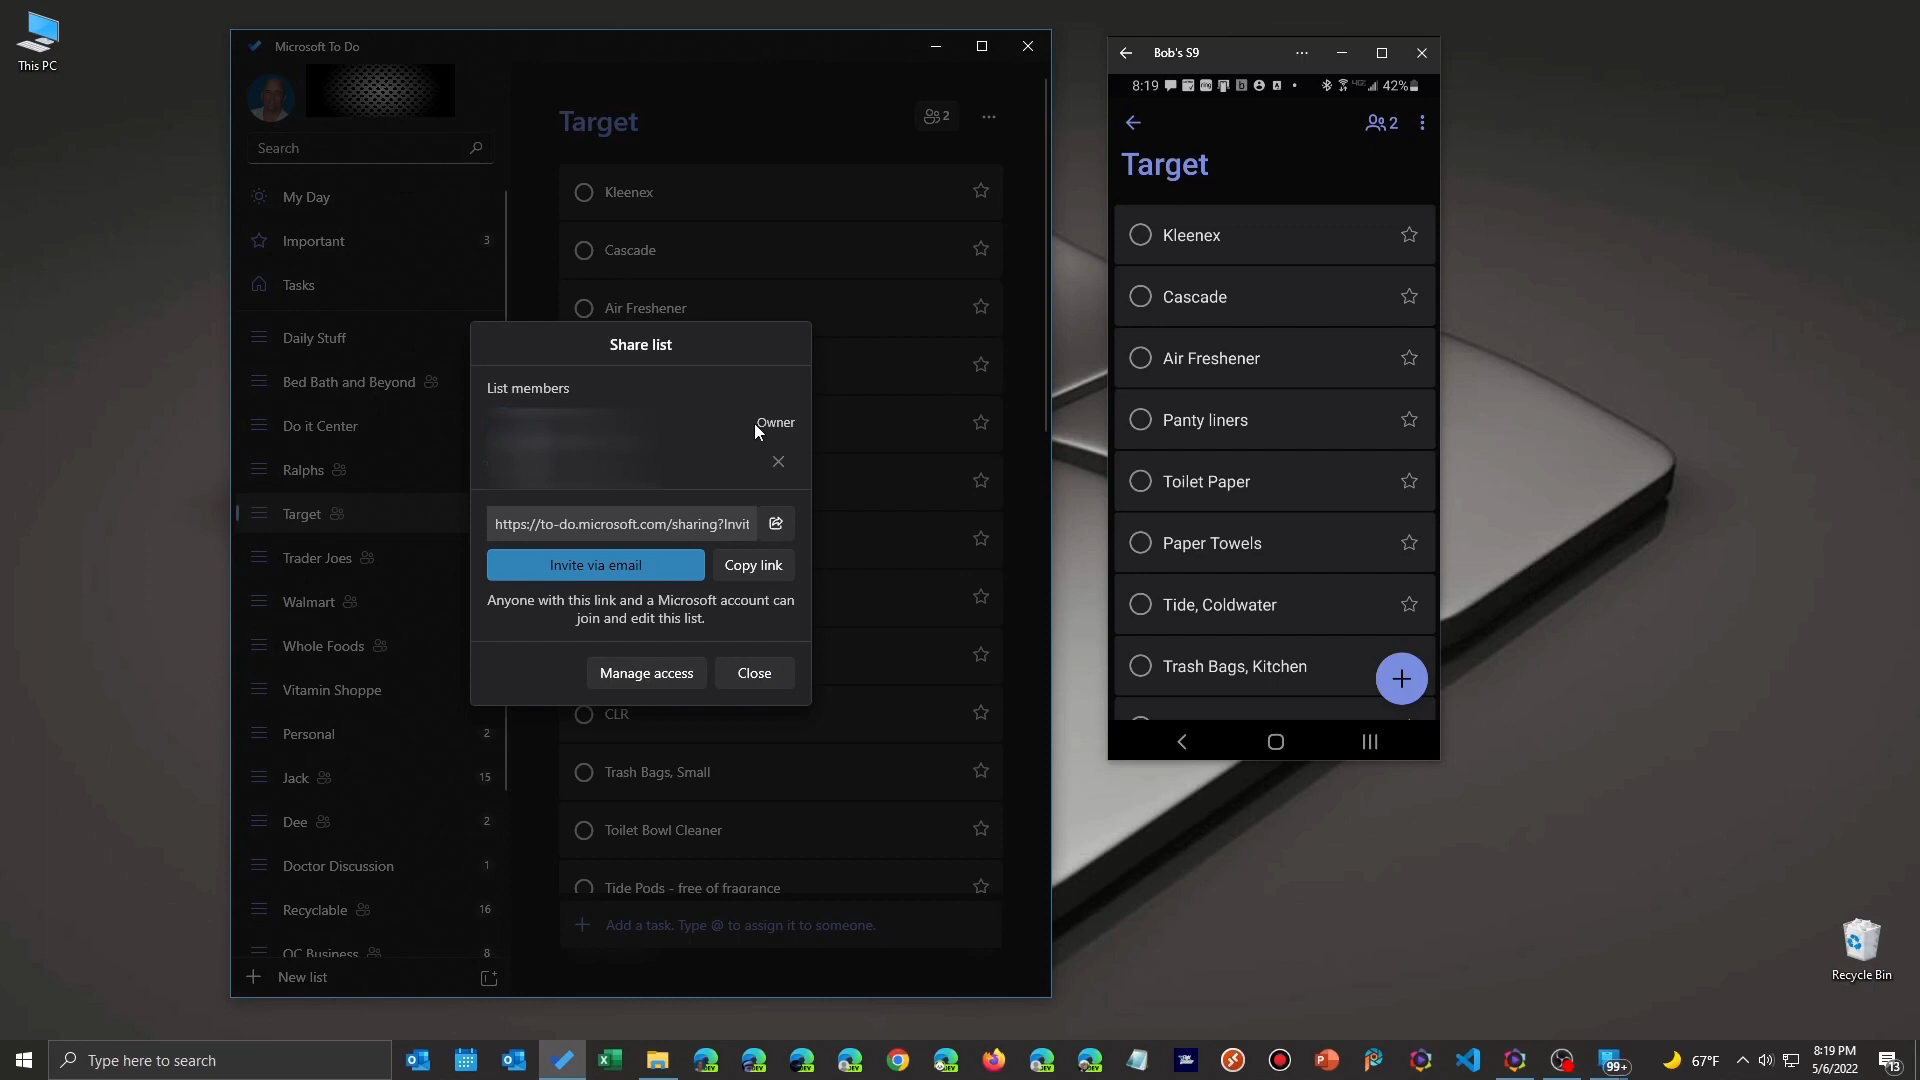 This PC
Microsoft To Do
Search
My Day
Important 3
Tasks
Daily Stuff
Bed Bath and Beyond
Do it Center
Ralphs
Target
Trader Joes
Walmart
Whole Foods
Vitamin Shoppe
Personal 2
Jack 15
Dee 2
Doctor Discussion 1
Recyclable 16
OC Business 8
New list
Target 2
Kleenex
Cascade
Air Freshener
CLR
Trash Bags, Small
Toilet Bowl Cleaner
Tide Pods - free of fragrance
Add a task. Type @ to assign it to someone.
Share list
List members
Owner
https://to-do.microsoft.com/sharing?Invit
Invite via email Copy link
Anyone with this link and a Microsoft account can
join and edit this list.
Manage access Close
Bob's S9
8:19 42%
2
Target
Kleenex
Cascade
Air Freshener
Panty liners
Toilet Paper
Paper Towels
Tide, Coldwater
Trash Bags, Kitchen
Recycle Bin
Type here to search
DEV DEV DEV DEV DEV DEV DEV
99+
67°F
8:19 PM
5/6/2022
13